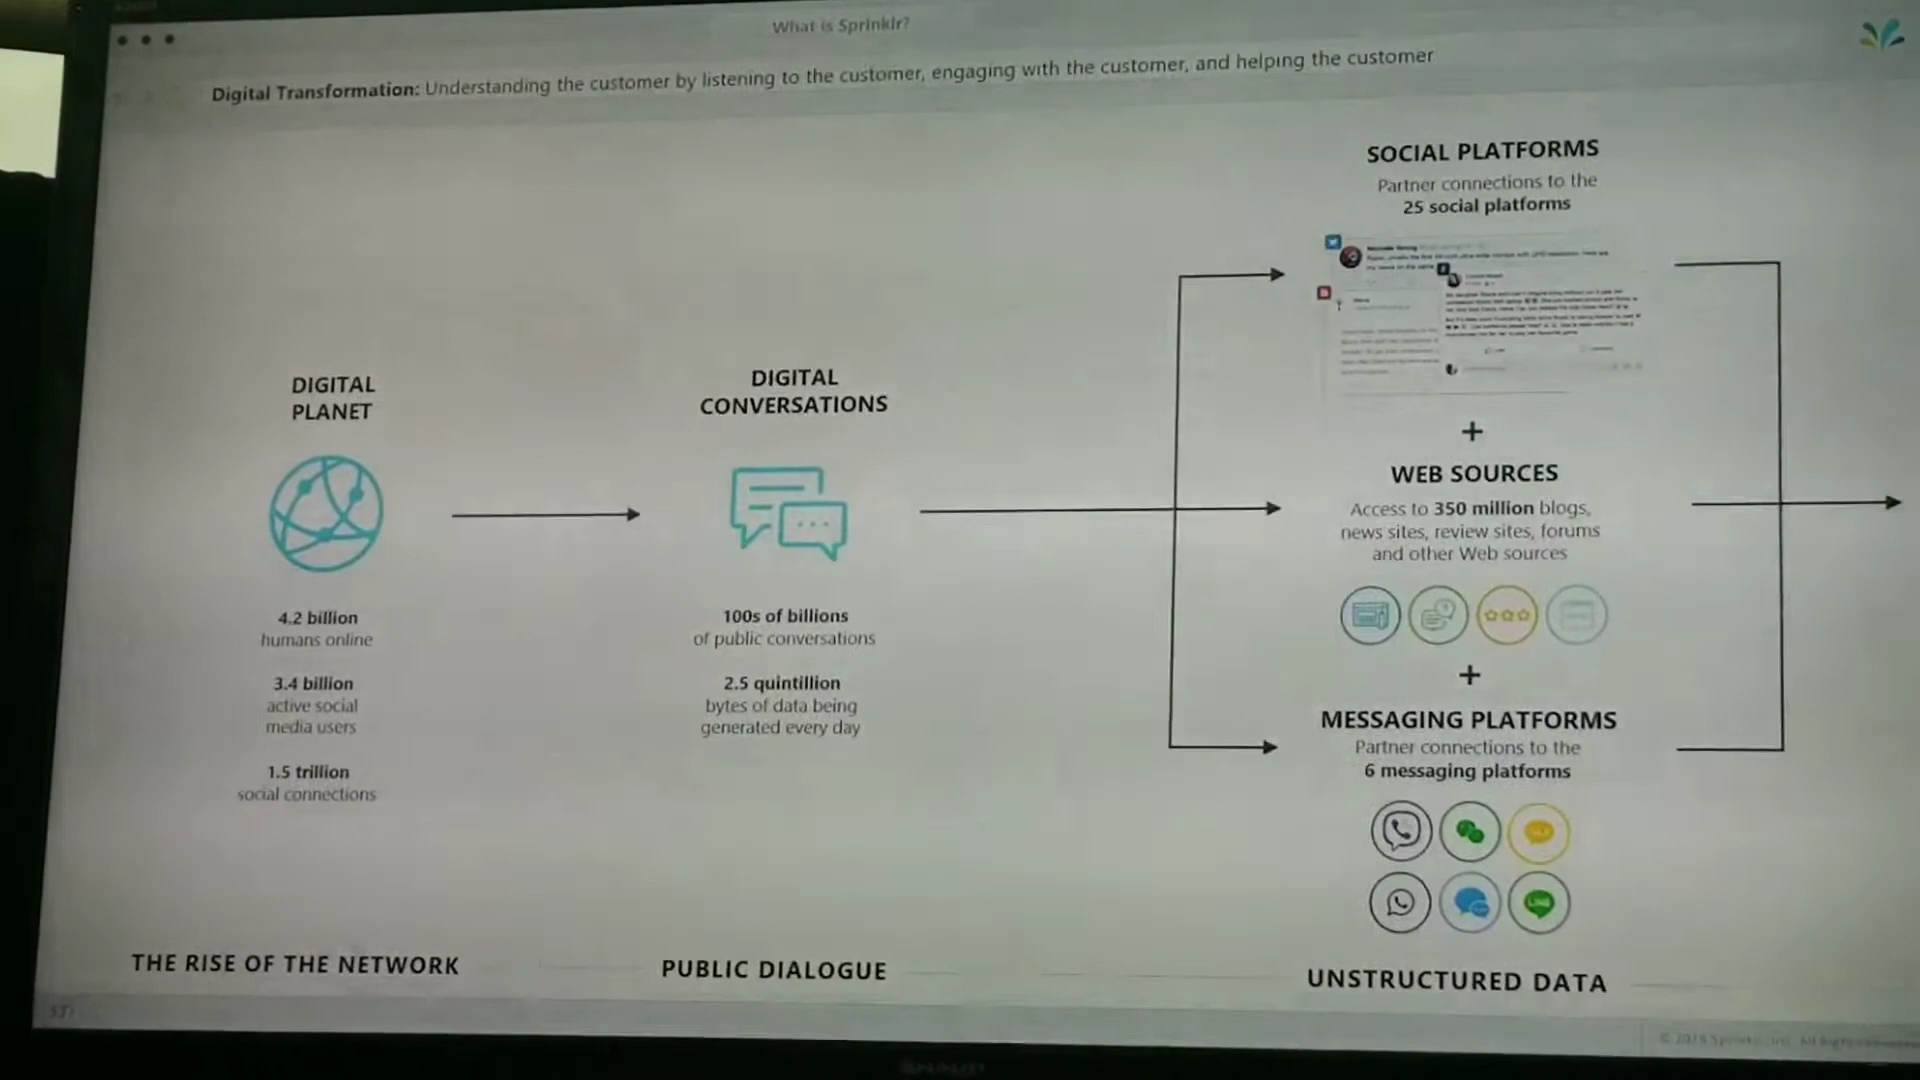 What is Sprinklr?
Digital Transformation: Understanding the customer by listening to the customer, engaging with the customer, and helping the customer
DIGITAL
PLANET
4.2 billion
humans online
3.4 billion
active social
media users
1.5 trillion
social connections
THE RISE OF THE NETWORK
DIGITAL
CONVERSATIONS
100s of billions
of public conversations
2.5 quintillion
bytes of data being
generated every day
PUBLIC DIALOGUE
SOCIAL PLATFORMS
Partner connections to the
25 social platforms
+
WEB SOURCES
Access to 350 million blogs,
news sites, review sites, forums
and other Web sources
+
MESSAGING PLATFORMS
Partner connections to the
6 messaging platforms
LINE
UNSTRUCTURED DATA